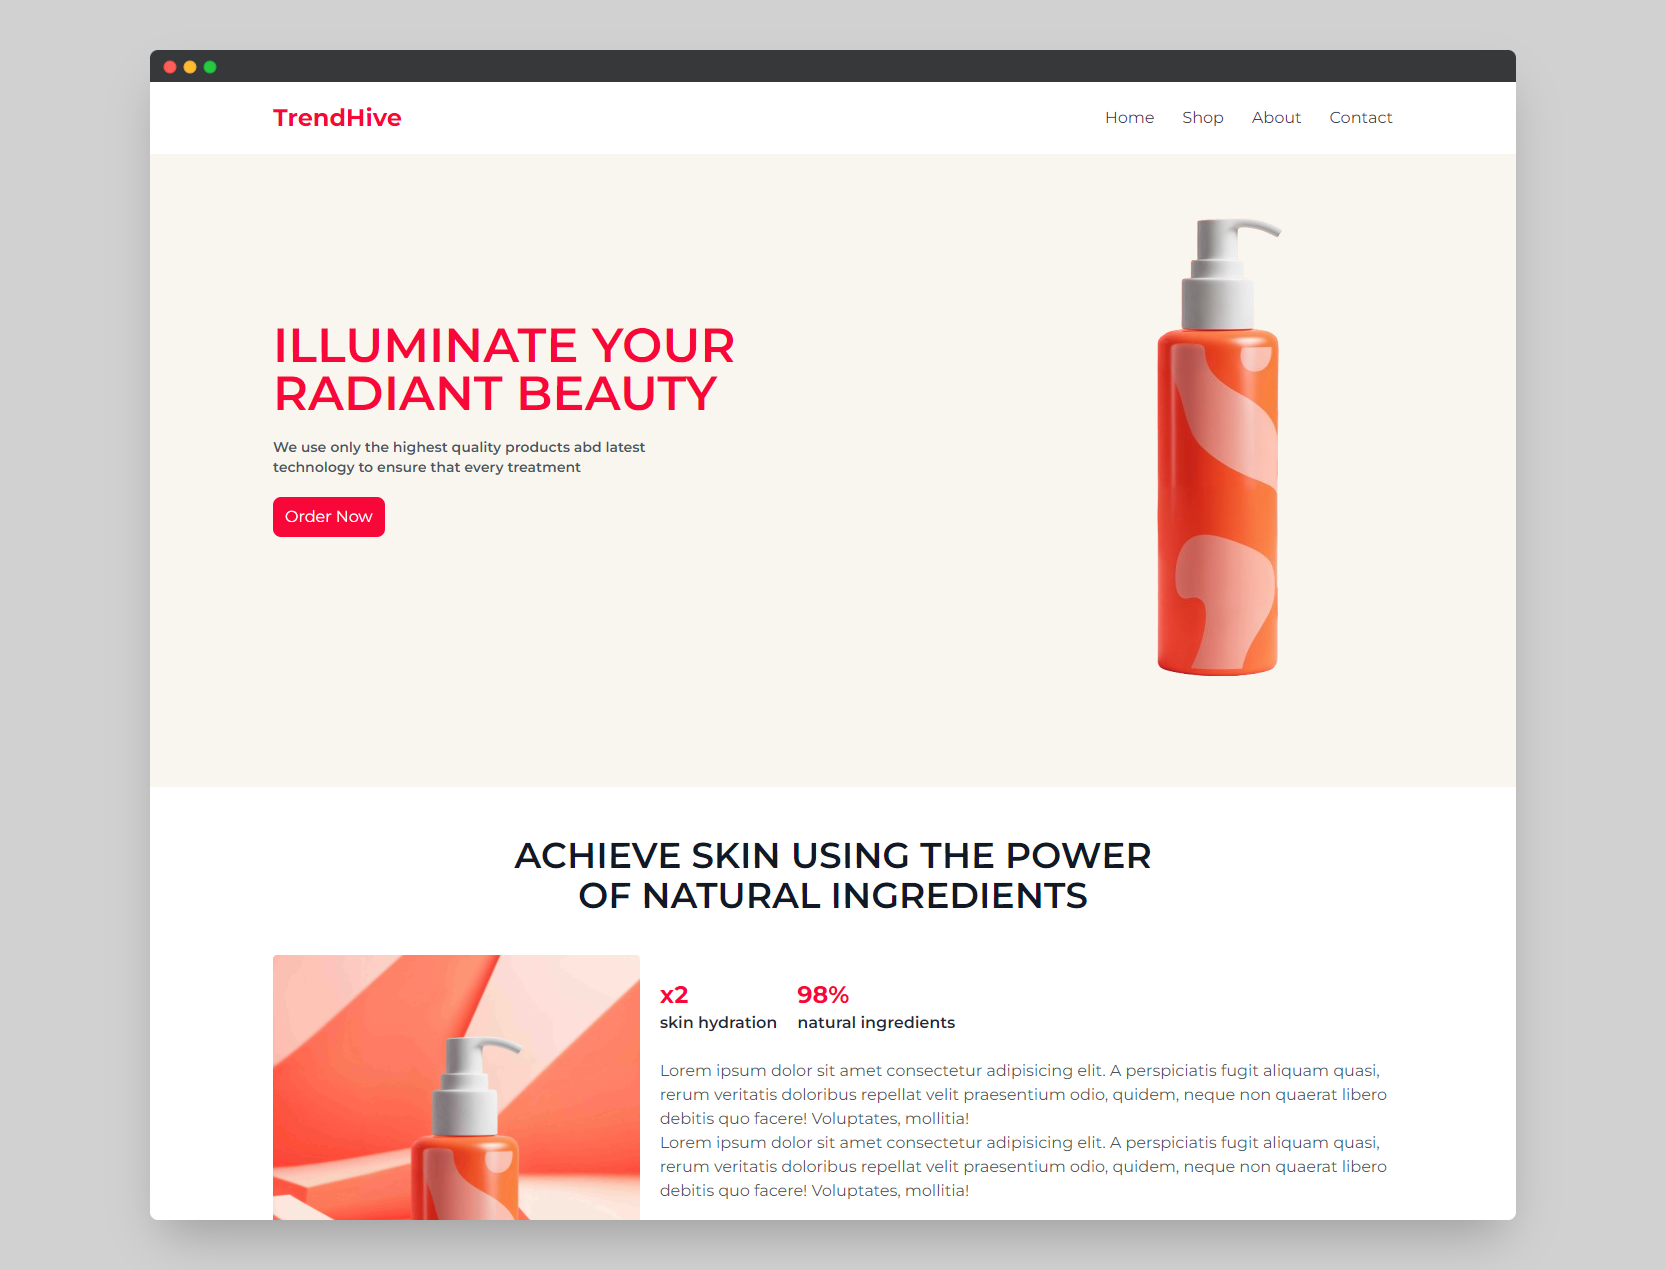 TrendHive
Home Shop About Contact
ILLUMINATE YOUR
RADIANT BEAUTY
We use only the highest quality products abd latest
technology to ensure that every treatment
Order Now
ACHIEVE SKIN USING THE POWER
OF NATURAL INGREDIENTS
x2 98%
skin hydration natural ingredients
Lorem ipsum dolor sit amet consectetur adipisicing elit. A perspiciatis fugit aliquam quasi,
rerum veritatis doloribus repellat velit praesentium odio, quidem, neque non quaerat libero
debitis quo facere! Voluptates, mollitia!
Lorem ipsum dolor sit amet consectetur adipisicing elit. A perspiciatis fugit aliquam quasi,
rerum veritatis doloribus repellat velit praesentium odio, quidem, neque non quaerat libero
debitis quo facere! Voluptates, mollitia!